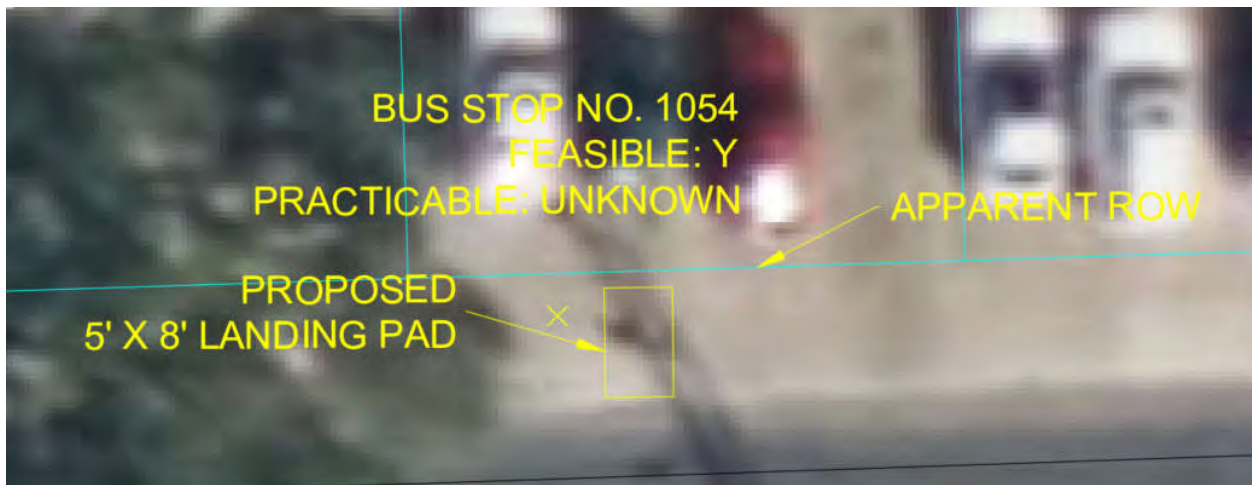 BUS STOP NO. 1054
FEASIBLE: Y
PRACTICABLE: UNKNOWN
APPARENT ROW
PROPOSED
5' X 8' LANDING PAD